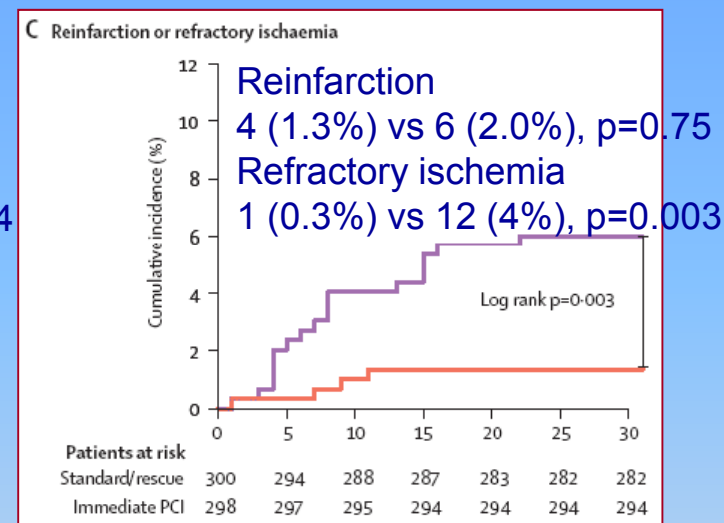 C Reinfarction or refractory ischaemia
Reinfarction
4 (1.3%) vs 6 (2.0%), p=0.75
Refractory ischemia
1 (0.3%) vs 12 (4%), p=0.003
4
Cumulative incidence (%)
12
10
8
6
4
2
0
Log rank p=0·003
0 5 10 15 20 25 30
Patients at risk
Standard/rescue 300 294 288 287 283 282 282
Immediate PCI 298 297 295 294 294 294 294